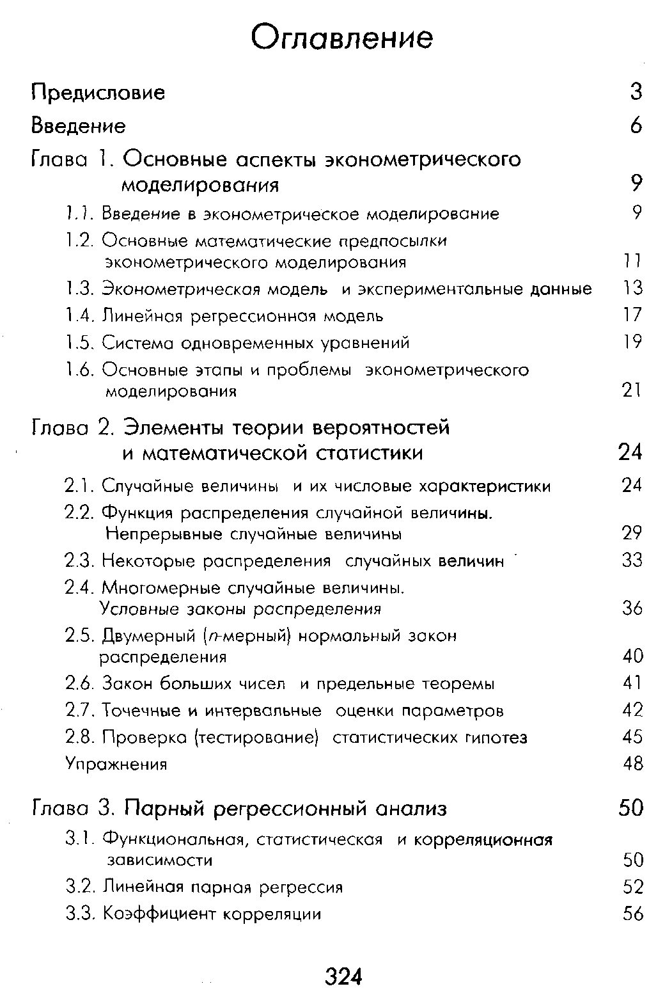 Оглавление
Предисловие 3
Введение 6
Глава 1. Основные аспекты эконометрического
моделирования 9
1.1. Введение в эконометрическое моделирование 9
1.2. Основные математические предпосылки
эконометрического моделирования 11
1.3. Эконометрическая модель и экспериментальные данные 13
1.4. Линейная регрессионная модель 17
1.5. Система одновременных уравнений 19
1.6. Основные этапы и проблемы эконометрического
моделирования 21
Глава 2. Элементы теории вероятностей
и математической статистики 24
2.1. Случайные величины и их числовые характеристики 24
2.2. Функция распределения случайной величины.
Непрерывные случайные величины 29
2.3. Некоторые распределения случайных величин 33
2.4. Многомерные случайные величины.
Условные законы распределения 36
2.5. Двумерный (n-мерный) нормальный закон
распределения 40
2.6. Закон больших чисел и предельные теоремы 41
2.7. Точечные и интервальные оценки параметров 42
2.8. Проверка (тестирование) статистических гипотез 45
Упражнения 48
Глава 3. Парный регрессионный анализ 50
3.1. Функциональная, статистическая и корреляционная
зависимости 50
3.2. Линейная парная регрессия 52
3.3. Коэффициент корреляции 56
324